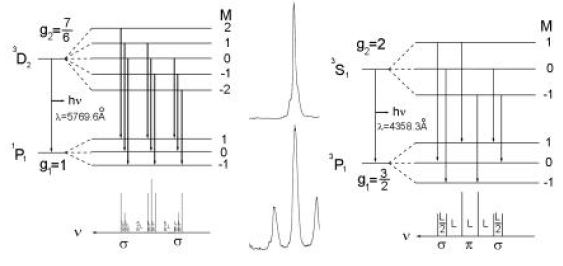 g₂=7/6
³D₂
hν
λ=5769.6Å
¹P₁
g₁=1
M
2
1
0
-1
-2
1
0
-1
ν
σ
σ
g₂=2
³S₁
hν
λ=4358.3Å
³P₁
g₁=3/2
M
1
0
-1
1
0
-1
L/2
L
L
L
L
L/2
ν
σ
π
σ